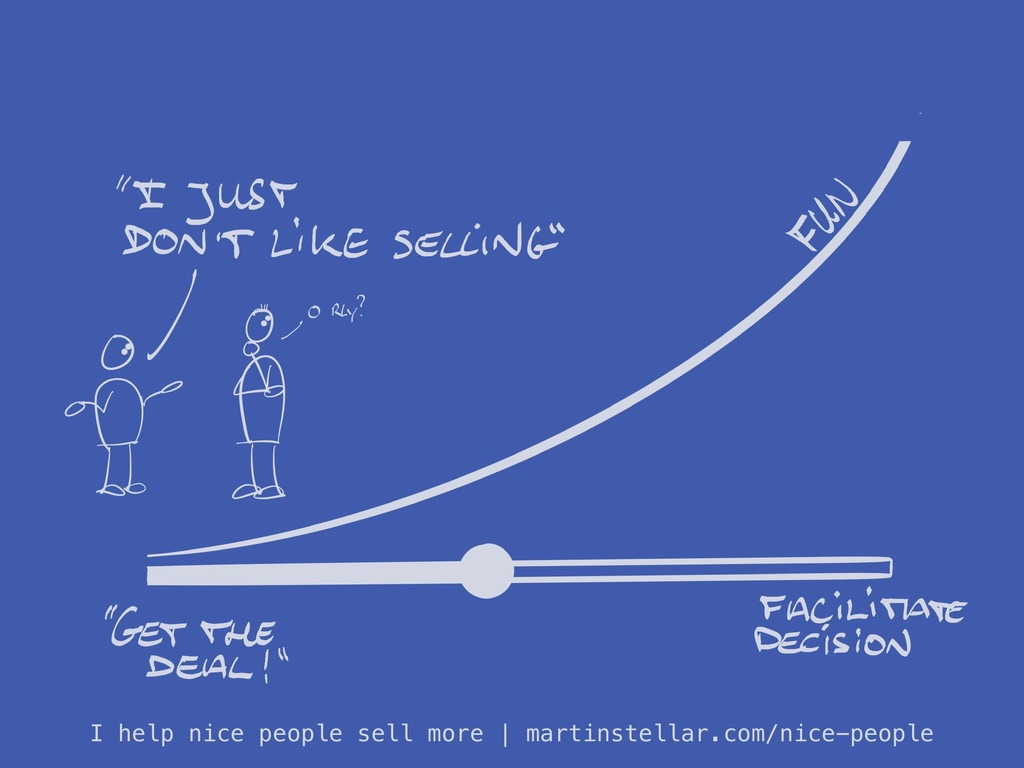 "I JUST
DON'T LIKE SELLING"
O RLY?
FUN
"GET THE
DEAL!"
FACILITATE
DECISION
I help nice people sell more | martinstellar.com/nice-people